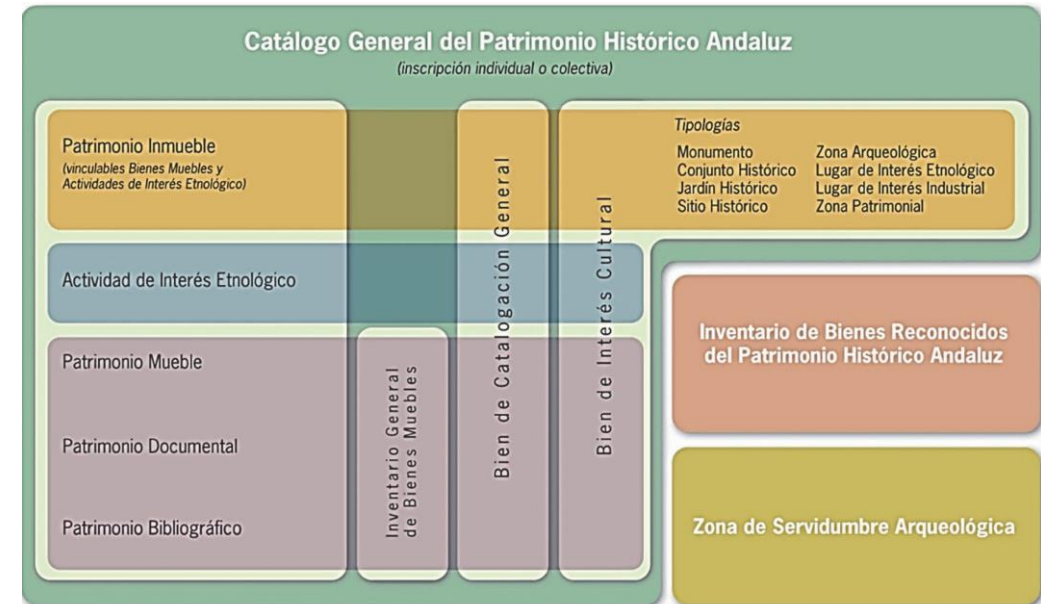 Catálogo General del Patrimonio Histórico Andaluz
(inscripción individual o colectiva)
Patrimonio Inmueble
(vinculables Bienes Muebles y
Actividades de Interés Etnológico)
Actividad de Interés Etnológico
Patrimonio Mueble
Patrimonio Documental
Patrimonio Bibliográfico
Inventario General
de Bienes Muebles
Bien de Catalogación General
Bien de Interés Cultural
Tipologías
Monumento
Conjunto Histórico
Jardín Histórico
Sitio Histórico
Zona Arqueológica
Lugar de Interés Etnológico
Lugar de Interés Industrial
Zona Patrimonial
Inventario de Bienes Reconocidos
del Patrimonio Histórico Andaluz
Zona de Servidumbre Arqueológica